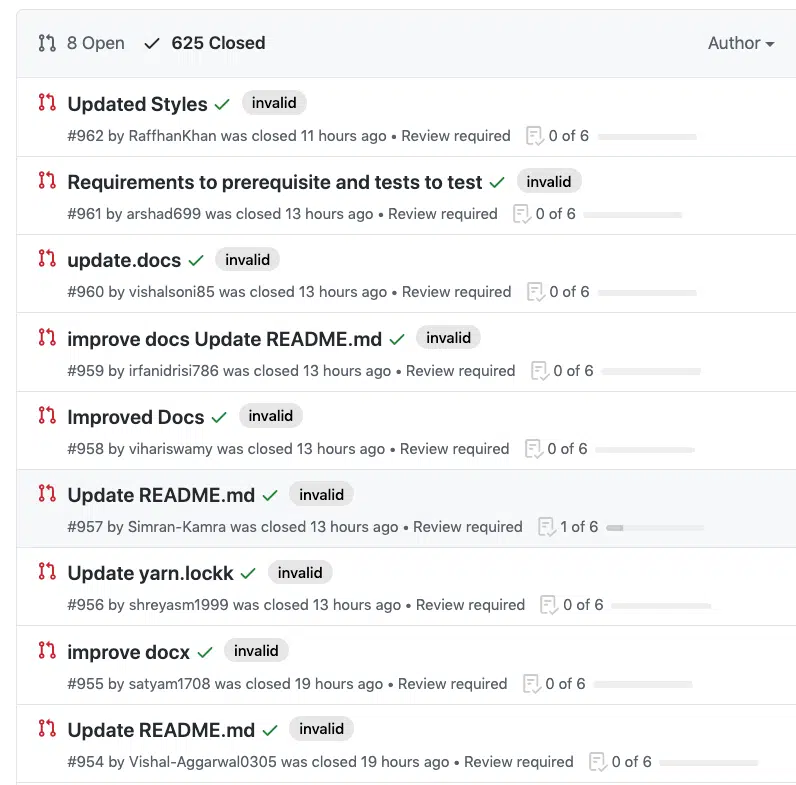 8 Open 625 Closed Author
Updated Styles invalid
#962 by RaffhanKhan was closed 11 hours ago • Review required 0 of 6
Requirements to prerequisite and tests to test invalid
#961 by arshad699 was closed 13 hours ago • Review required 0 of 6
update.docs invalid
#960 by vishalsoni85 was closed 13 hours ago • Review required 0 of 6
improve docs Update README.md invalid
#959 by irfanidrisi786 was closed 13 hours ago • Review required 0 of 6
Improved Docs invalid
#958 by vihariswamy was closed 13 hours ago • Review required 0 of 6
Update README.md invalid
#957 by Simran-Kamra was closed 13 hours ago • Review required 1 of 6
Update yarn.lockk invalid
#956 by shreyasm1999 was closed 13 hours ago • Review required 0 of 6
improve docx invalid
#955 by satyam1708 was closed 19 hours ago • Review required 0 of 6
Update README.md invalid
#954 by Vishal-Aggarwal0305 was closed 19 hours ago • Review required 0 of 6